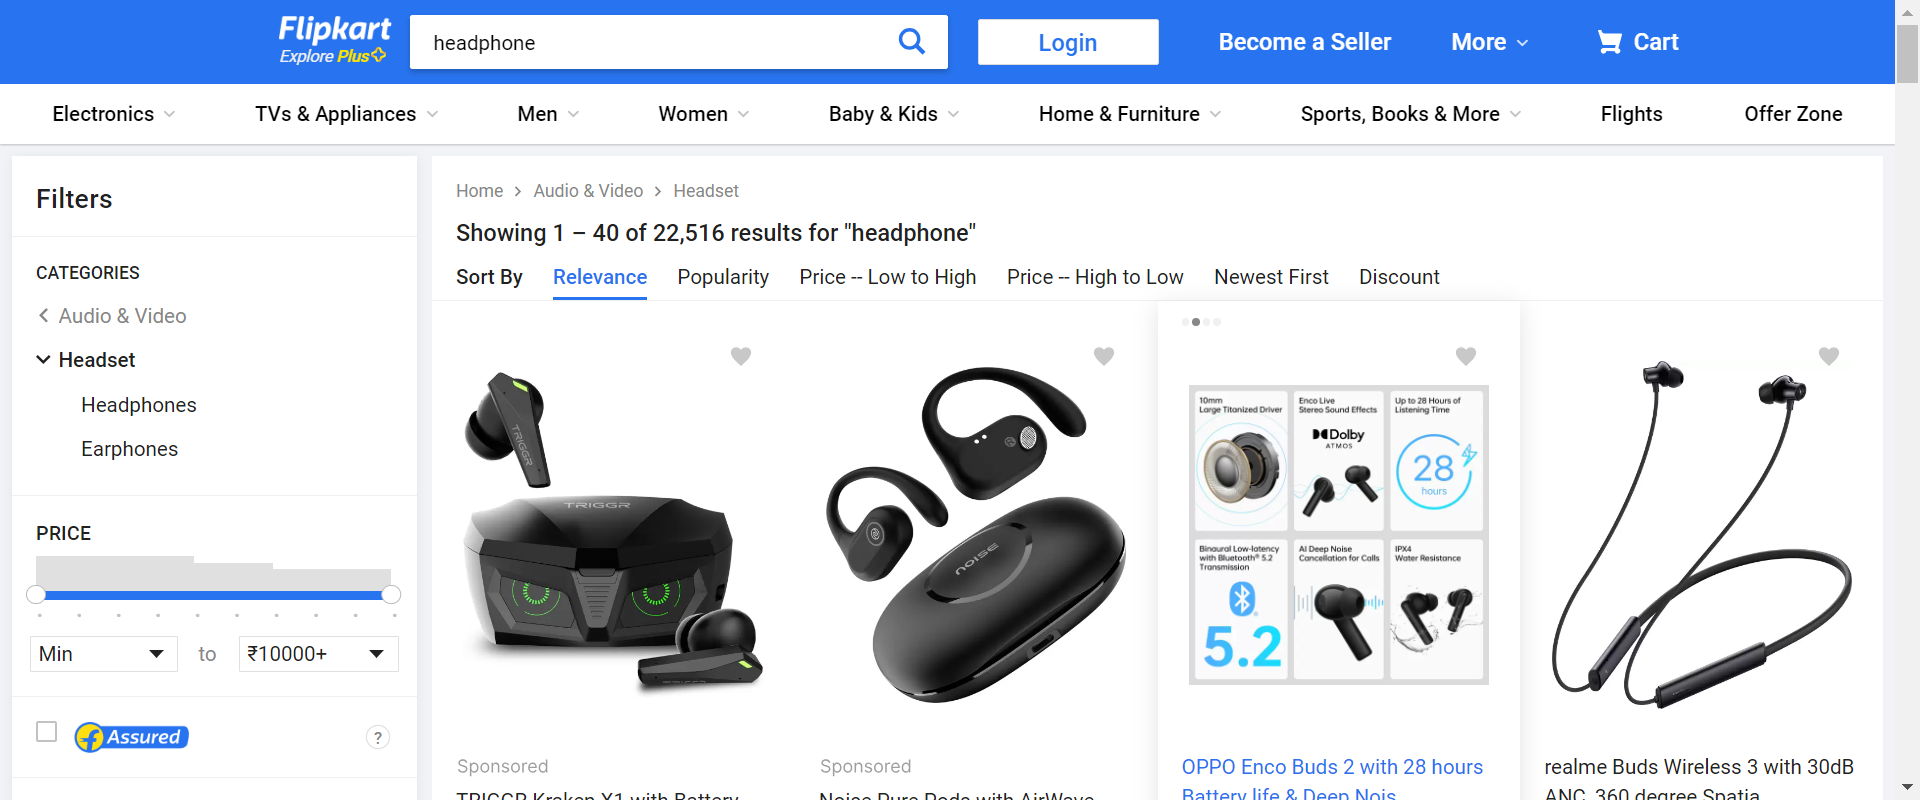 Flipkart
Explore Plus
headphone
Login
Become a Seller
More
Cart
Electronics
TVs & Appliances
Men
Women
Baby & Kids
Home & Furniture
Sports, Books & More
Flights
Offer Zone
Filters
CATEGORIES
Audio & Video
Headset
Headphones
Earphones
PRICE
Min
to
₹10000+
Assured
?
Home > Audio & Video > Headset
Showing 1 – 40 of 22,516 results for "headphone"
Sort By
Relevance
Popularity
Price -- Low to High
Price -- High to Low
Newest First
Discount
TRIGGR
TRIGGR
Sponsored
TRIGGR Kraken X1 with Battery
NOISE
Sponsored
Noise Pure Pods with AirWave
10mm
Large Titanized Driver
Enco Live
Stereo Sound Effects
Dolby
ATMOS
Up to 28 Hours of
Listening Time
28
hours
Binaural Low-latency
with Bluetooth® 5.2
Transmission
5.2
AI Deep Noise
Cancellation for Calls
IPX4
Water Resistance
OPPO Enco Buds 2 with 28 hours
Battery life & Deep Nois
realme Buds Wireless 3 with 30dB
ANC, 360 degree Spatia